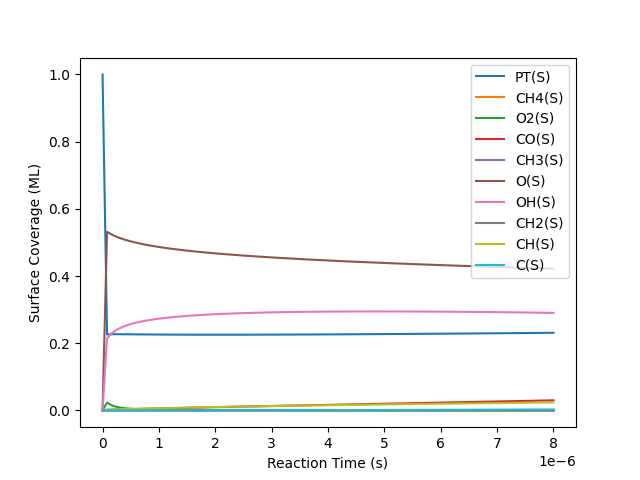 1.0
0.8
0.6
0.4
0.2
0.0
Surface Coverage (ML)
PT(S)
CH4(S)
O2(S)
CO(S)
CH3(S)
O(S)
OH(S)
CH2(S)
CH(S)
C(S)
0 1 2 3 4 5 6 7 8
1e−6
Reaction Time (s)